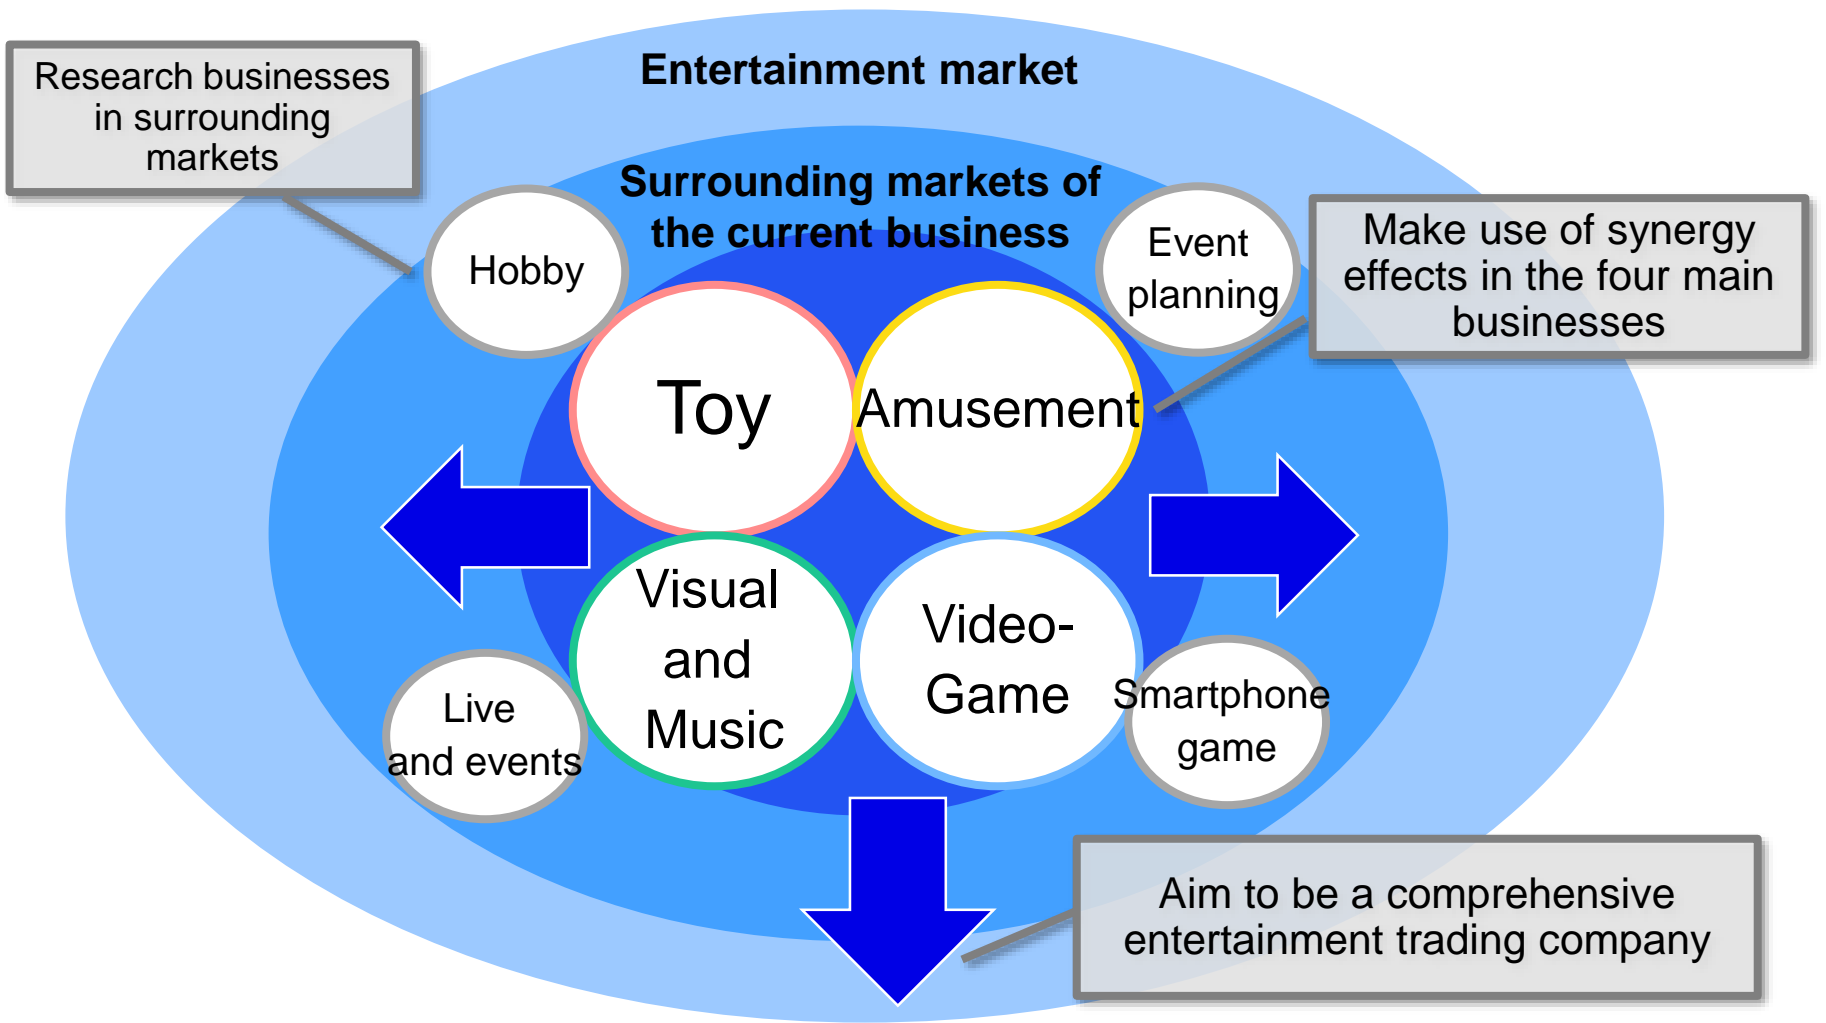 Entertainment market
Research businesses
in surrounding
markets
Surrounding markets of
the current business
Hobby
Event
planning
Make use of synergy
effects in the four main
businesses
Toy
Amusement
Visual
and
Music
Video-
Game
Live
and events
Smartphone
game
Aim to be a comprehensive
entertainment trading company